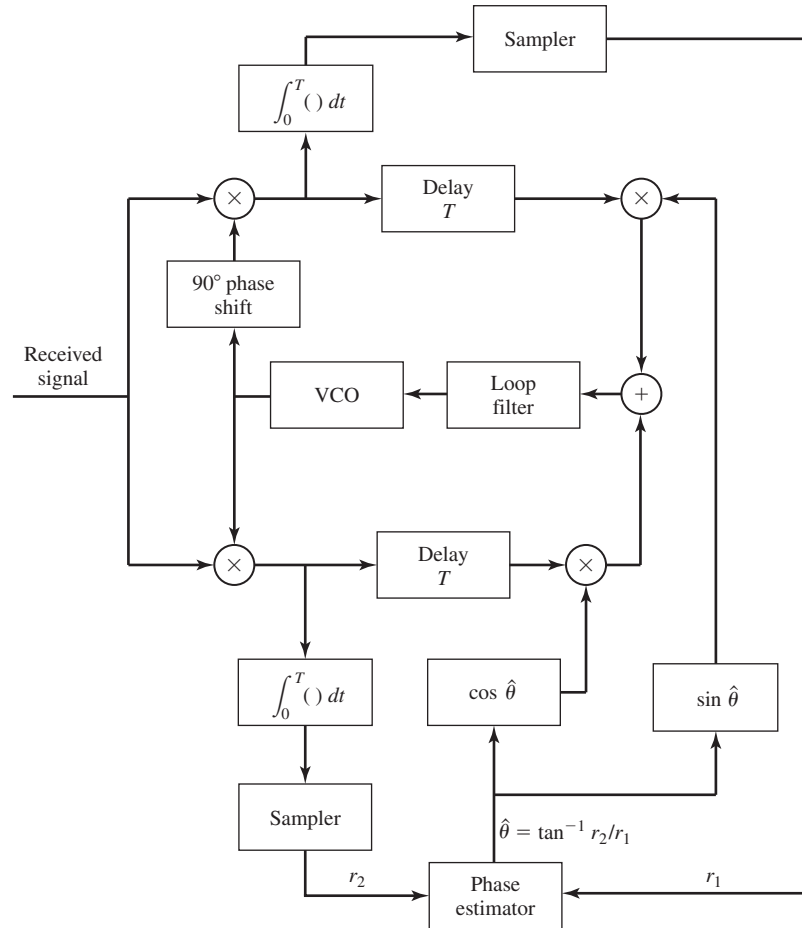 Sampler
∫₀ᵀ( ) dt
×
Delay
T
×
90° phase
shift
Received
signal
VCO
Loop
filter
+
×
Delay
T
×
∫₀ᵀ( ) dt
cos θ̂
sin θ̂
Sampler
θ̂ = tan⁻¹ r₂/r₁
r₂
Phase
estimator
r₁